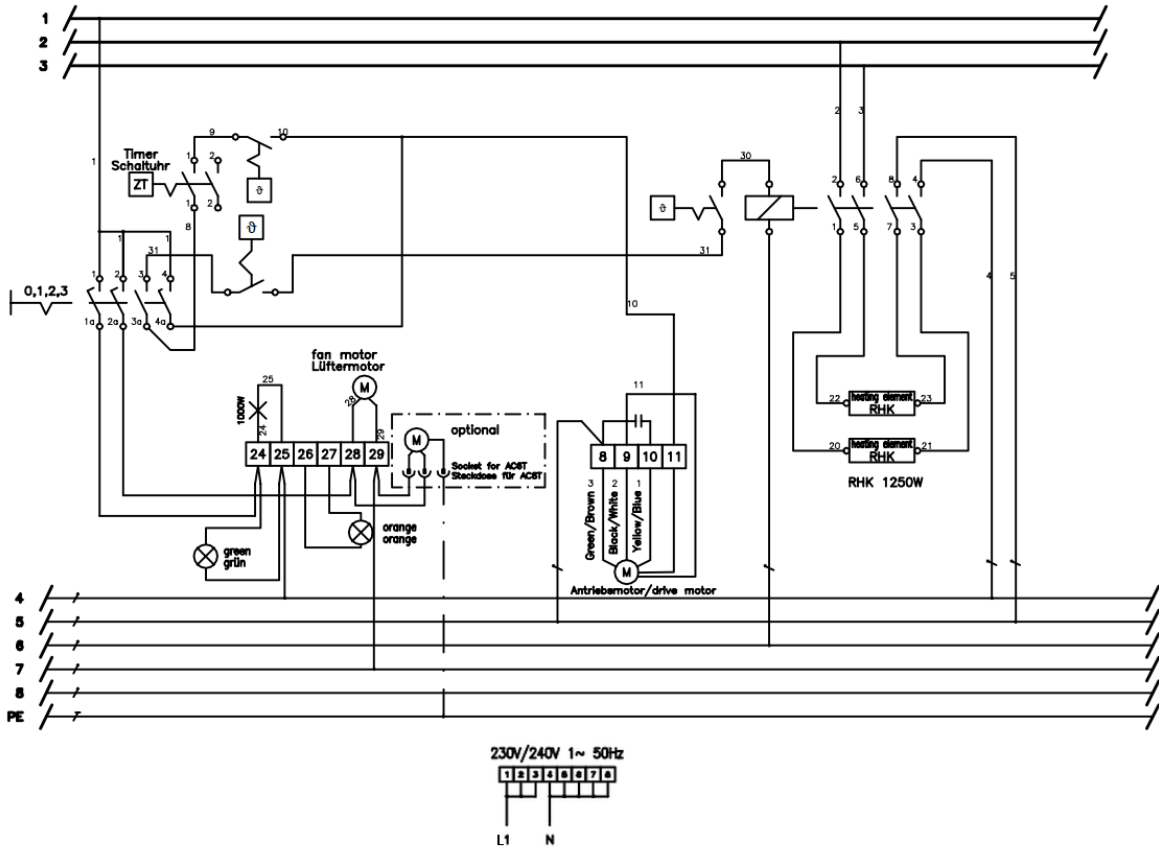 1
2
3
2
3
9
10
30
Timer
Schaltuhr
1
2
1
ZT
ϑ
2
6
8
4
1
2
8
ϑ
ϑ
1
5
7
3
31
31
1
1
4
5
1
2
3
4
0,1,2,3
10
1a
2a
3a
4a
fan motor
Lüftermotor
M
25
1000W
24
28
29
11
optional
M
heating element
RHK
22
23
24
25
26
27
28
29
8
9
10
11
heating element
RHK
20
21
Socket for AC6T
Steckdose für AC6T
RHK 1250W
3
2
1
Green/Brown
Black/White
Yellow/Blue
orange
orange
green
grün
M
Antriebsmotor/drive motor
4
5
6
7
8
PE
230V/240V 1~ 50Hz
1 2 3 4 5 6 7 8
L1 N